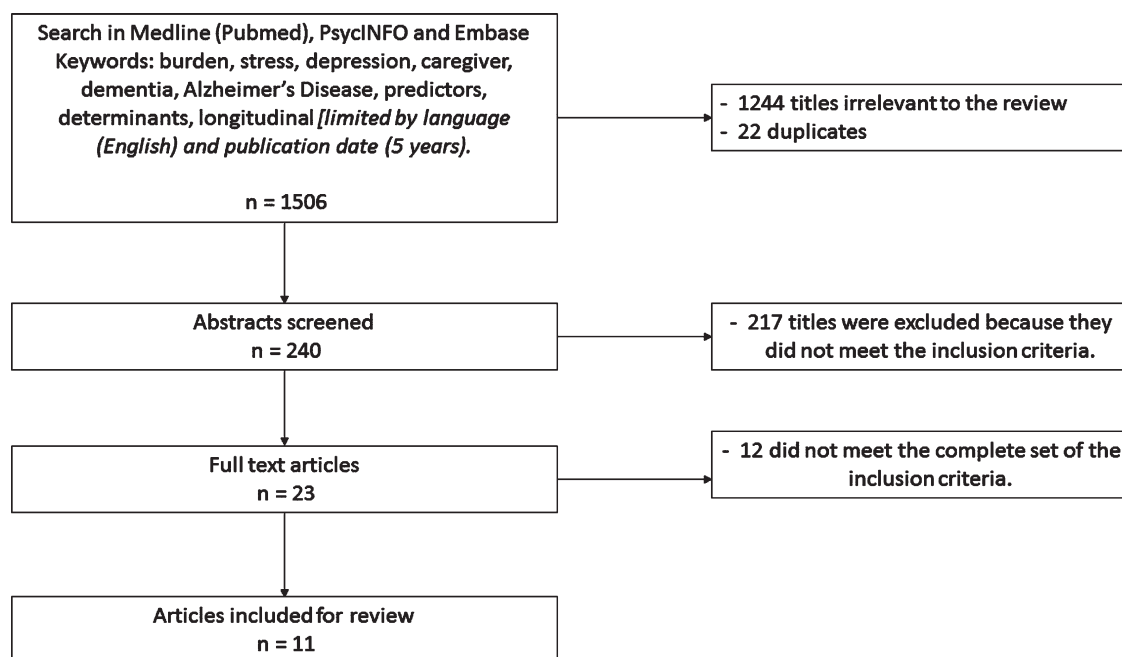 Search in Medline (Pubmed), PsycINFO and Embase
Keywords: burden, stress, depression, caregiver,
dementia, Alzheimer's Disease, predictors,
determinants, longitudinal [limited by language
(English) and publication date (5 years).
n = 1506
- 1244 titles irrelevant to the review
- 22 duplicates
Abstracts screened
n = 240
- 217 titles were excluded because they
did not meet the inclusion criteria.
Full text articles
n = 23
- 12 did not meet the complete set of the
inclusion criteria.
Articles included for review
n = 11